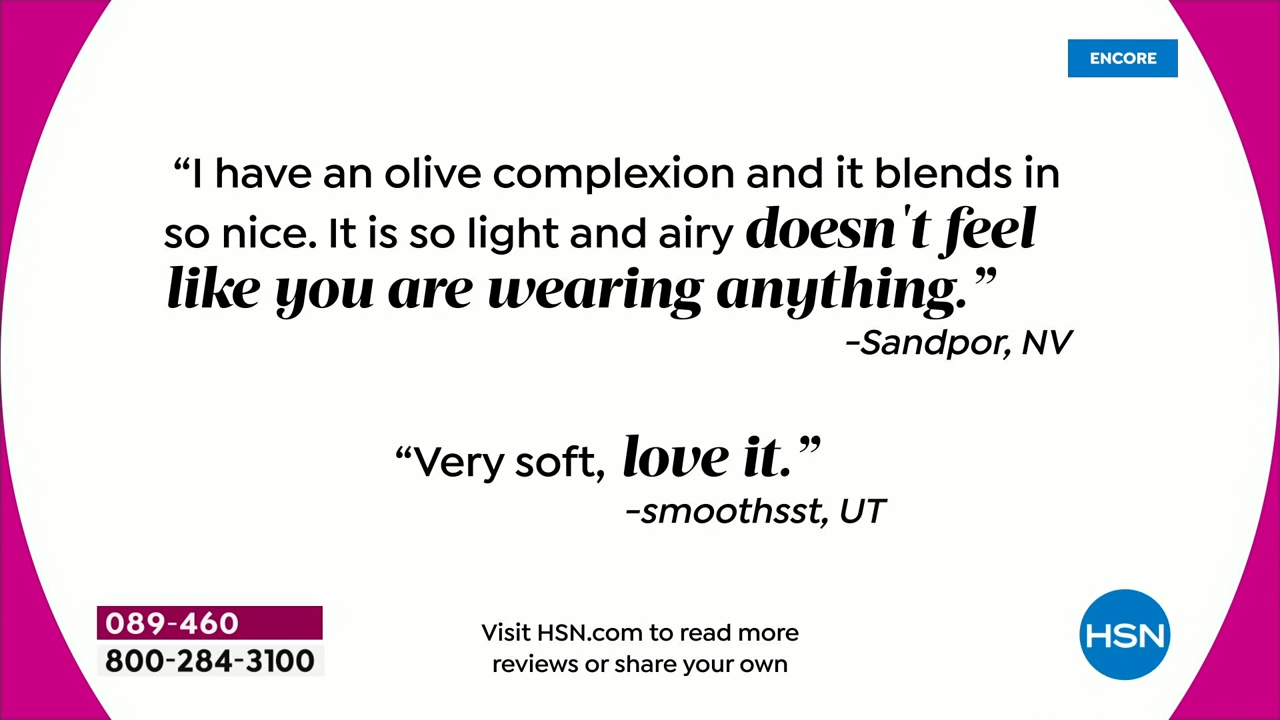 ENCORE
“I have an olive complexion and it blends in
so nice. It is so light and airy doesn't feel
like you are wearing anything.”
-Sandpor, NV
“Very soft, love it.”
-smoothsst, UT
089-460
800-284-3100
Visit HSN.com to read more
reviews or share your own
HSN